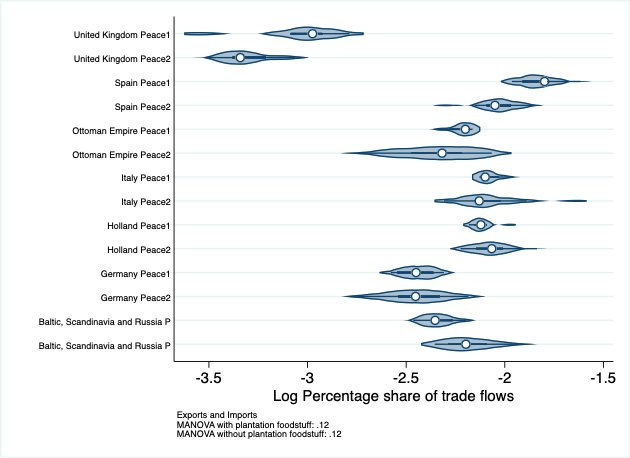 United Kingdom Peace1
United Kingdom Peace2
Spain Peace1
Spain Peace2
Ottoman Empire Peace1
Ottoman Empire Peace2
Italy Peace1
Italy Peace2
Holland Peace1
Holland Peace2
Germany Peace1
Germany Peace2
Baltic, Scandinavia and Russia P
Baltic, Scandinavia and Russia P
-3.5 -3 -2.5 -2 -1.5
Log Percentage share of trade flows
Exports and Imports
MANOVA with plantation foodstuff: .12
MANOVA without plantation foodstuff: .12